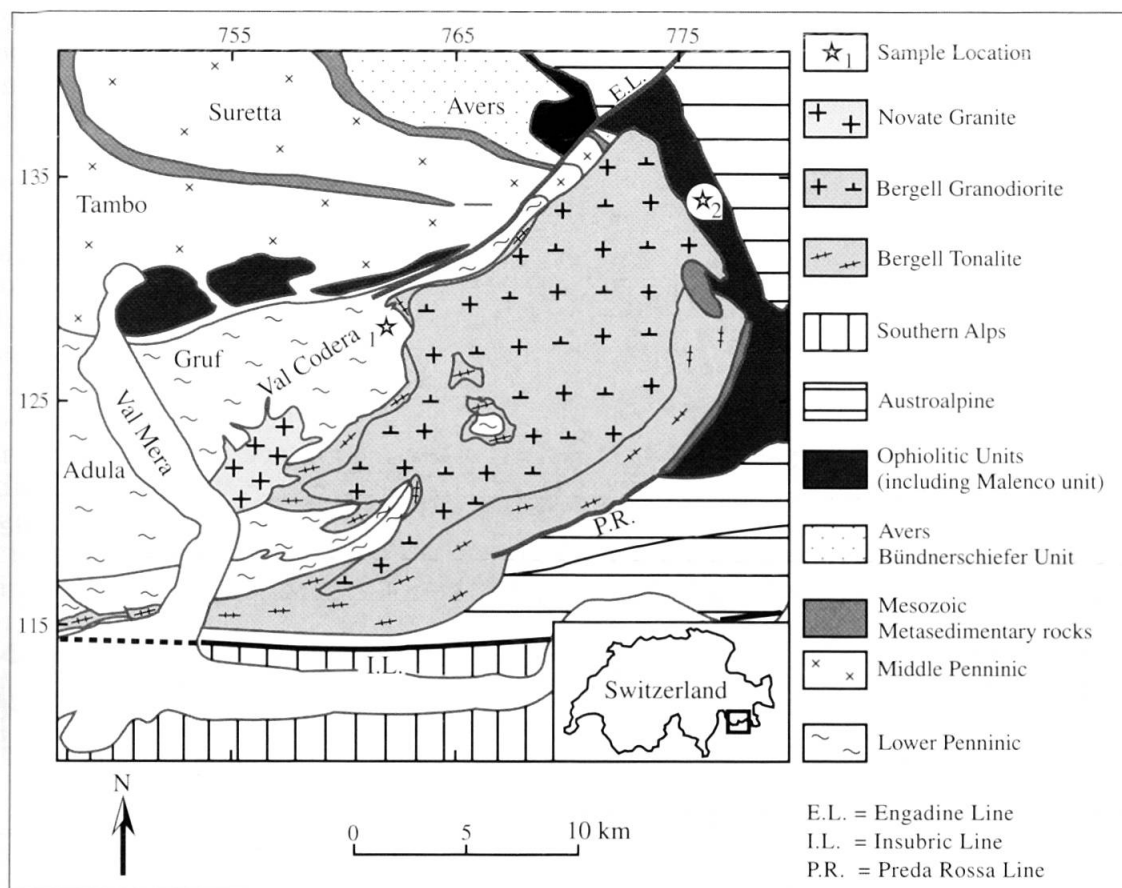 755
765
775
135
125
115
Suretta
Avers
E.L.
Tambo
2
Gruf
1
Val Codera
Val Mera
Adula
P.R.
I.L.
Switzerland
N
0
5
10 km
1
Sample Location
Novate Granite
Bergell Granodiorite
Bergell Tonalite
Southern Alps
Austroalpine
Ophiolitic Units
(including Malenco unit)
Avers
Bündnerschiefer Unit
Mesozoic
Metasedimentary rocks
Middle Penninic
Lower Penninic
E.L. = Engadine Line
I.L. = Insubric Line
P.R. = Preda Rossa Line